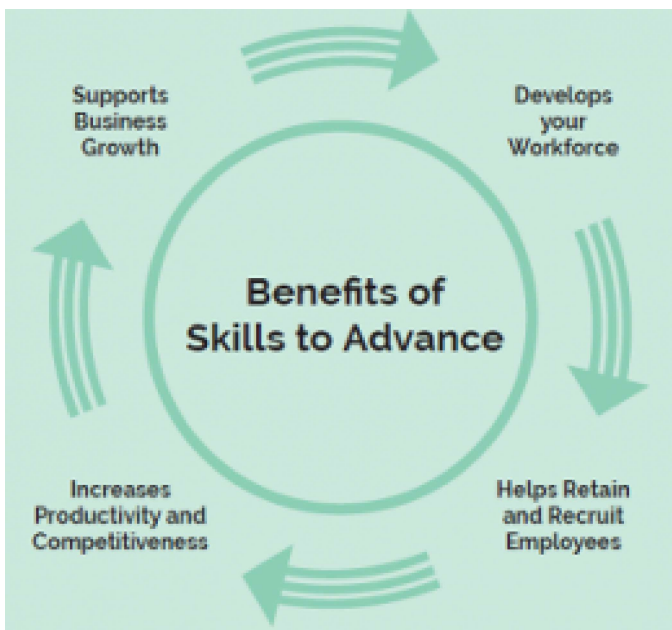 Supports
Business
Growth
Develops
your
Workforce
Benefits of
Skills to Advance
Increases
Productivity and
Competitiveness
Helps Retain
and Recruit
Employees